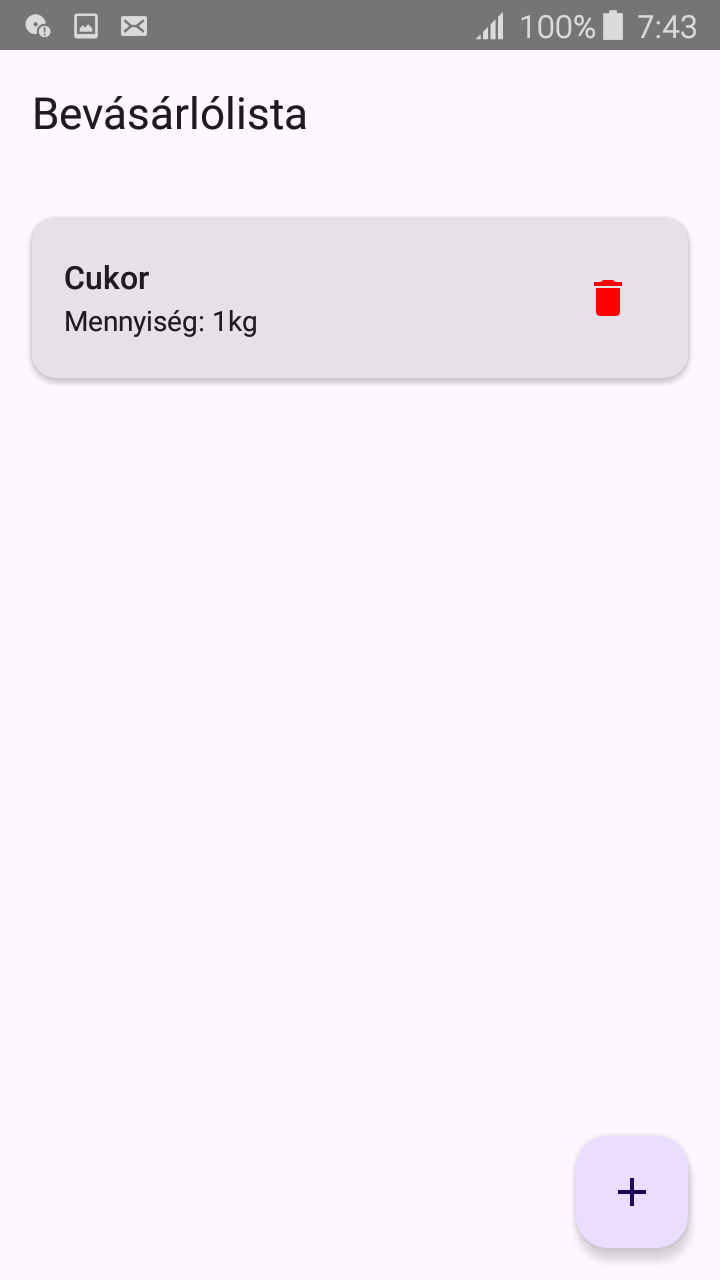 100% 7:43
Bevásárlólista
Cukor
Mennyiség: 1kg